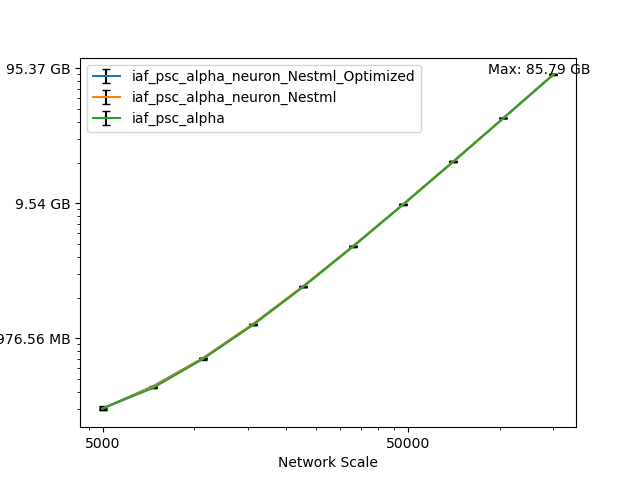 95.37 GB
Max: 85.79 GB
iaf_psc_alpha_neuron_Nestml_Optimized
iaf_psc_alpha_neuron_Nestml
iaf_psc_alpha
9.54 GB
976.56 MB
5000
50000
Network Scale